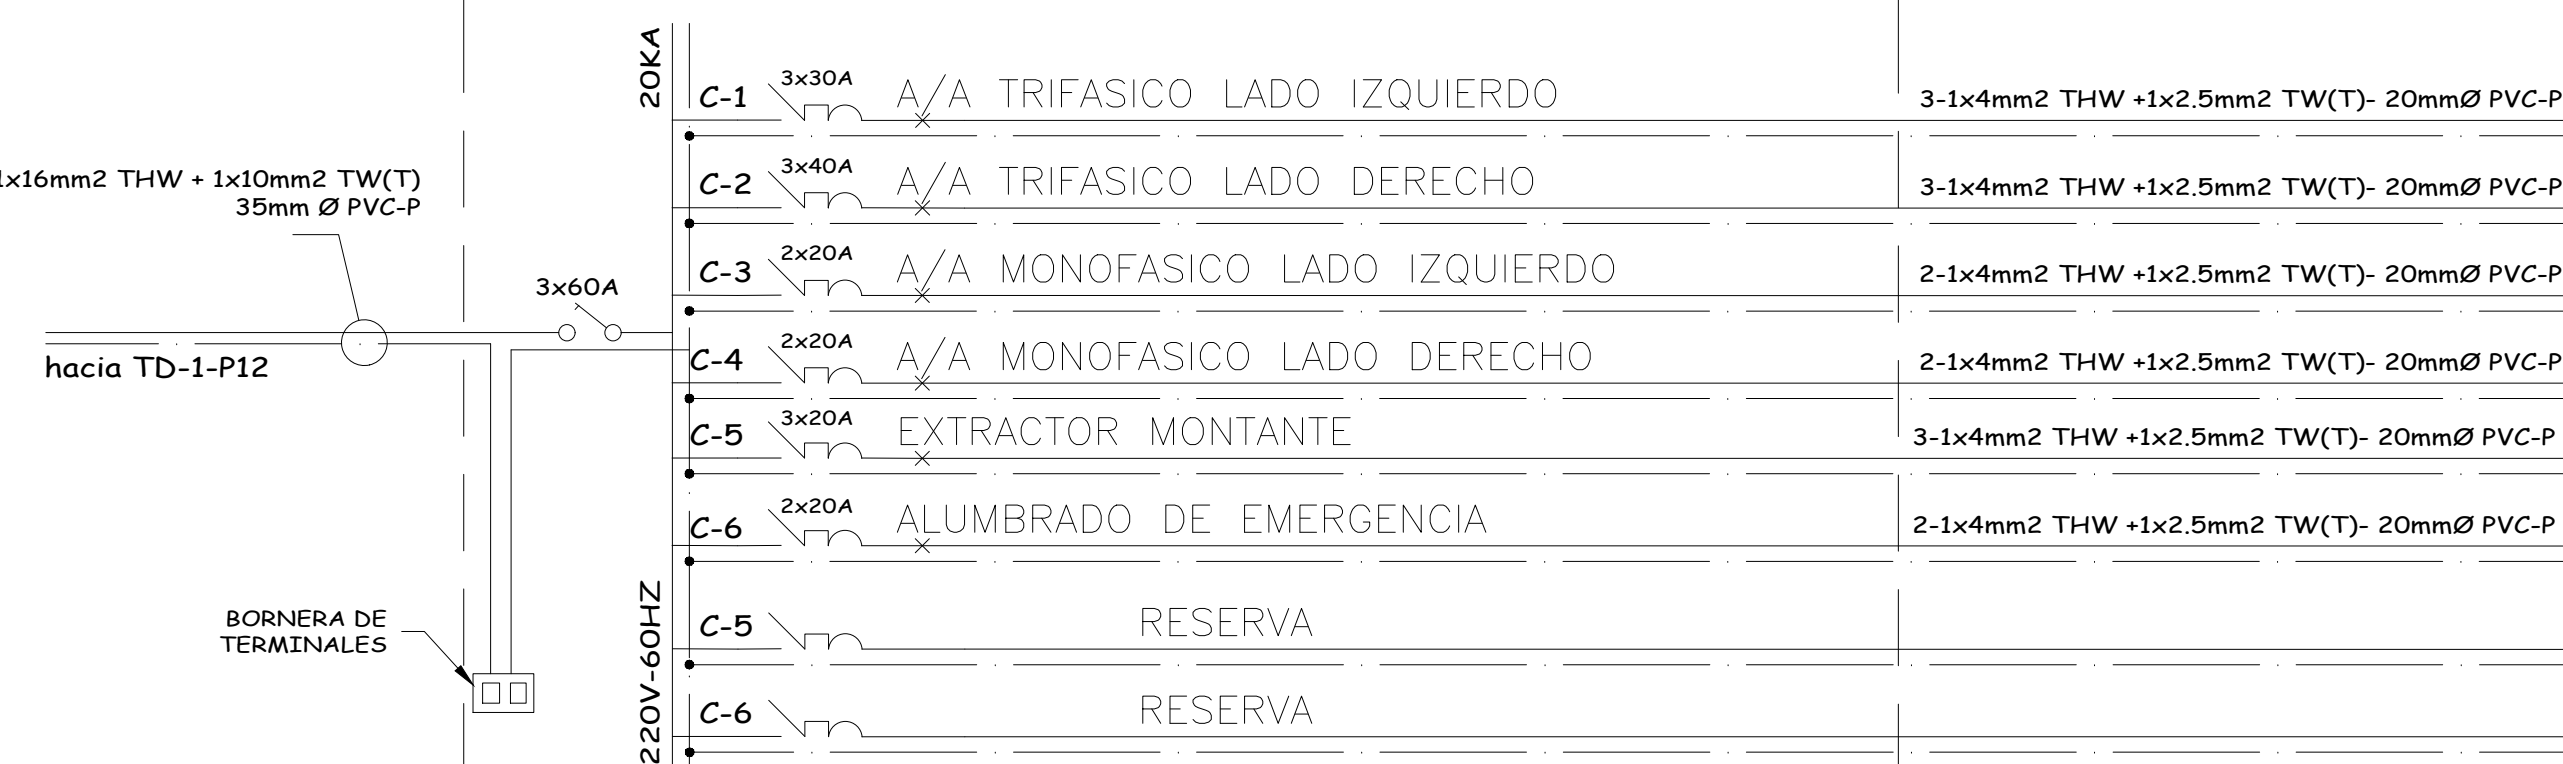 20KA
C-1 3x30A A/A TRIFASICO LADO IZQUIERDO 3-1x4mm2 THW +1x2.5mm2 TW(T)- 20mmØ PVC-P
C-2 3x40A A/A TRIFASICO LADO DERECHO 3-1x4mm2 THW +1x2.5mm2 TW(T)- 20mmØ PVC-P
1x16mm2 THW + 1x10mm2 TW(T)
35mm Ø PVC-P
C-3 2x20A A/A MONOFASICO LADO IZQUIERDO 2-1x4mm2 THW +1x2.5mm2 TW(T)- 20mmØ PVC-P
3x60A
hacia TD-1-P12
C-4 2x20A A/A MONOFASICO LADO DERECHO 2-1x4mm2 THW +1x2.5mm2 TW(T)- 20mmØ PVC-P
C-5 3x20A EXTRACTOR MONTANTE 3-1x4mm2 THW +1x2.5mm2 TW(T)- 20mmØ PVC-P
C-6 2x20A ALUMBRADO DE EMERGENCIA 2-1x4mm2 THW +1x2.5mm2 TW(T)- 20mmØ PVC-P
220V-60HZ
BORNERA DE
TERMINALES
C-5 RESERVA
C-6 RESERVA